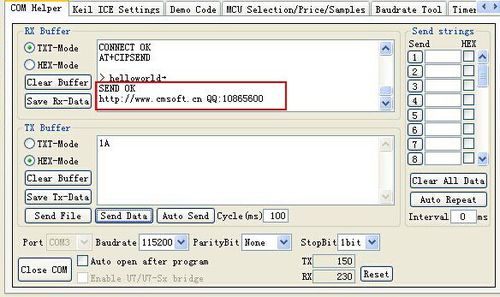 COM Helper Keil ICE Settings Demo Code MCU Selection/Price/Samples Baudrate Tool Timer
RX Buffer
TXT-Mode
HEX-Mode
Clear Buffer
Save Rx-Data
CONNECT OK
AT+CIPSEND
> helloworld→
SEND OK
http://www.cmsoft.cn QQ:10865600
Send strings
Send HEX
1
2
3
4
5
6
7
8
TX Buffer
TXT-Mode
HEX-Mode
Clear Buffer
Save Tx-Data
1A
Clear All Data
Auto Repeat
Interval 0 ms
Send File Send Data Auto Send Cycle(ms) 100
Port COM3 Baudrate 115200 ParityBit None StopBit 1bit
Close COM
Auto open after program
Enable U7/U7-Sx bridge
TX 150
RX 230
Reset